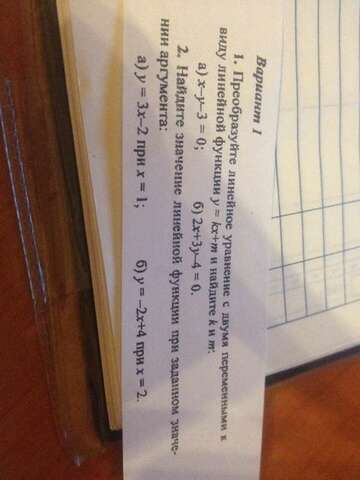 Вариант 1
1. Преобразуйте линейное уравнение с двумя переменными к
виду линейной функции y = kx+m и найдите k и m:
а) x–y–3 = 0; б) 2x+3y–4 = 0.
2. Найдите значение линейной функции при заданном значе-
нии аргумента:
а) y = 3x–2 при x = 1; б) y = –2x+4 при x = 2.